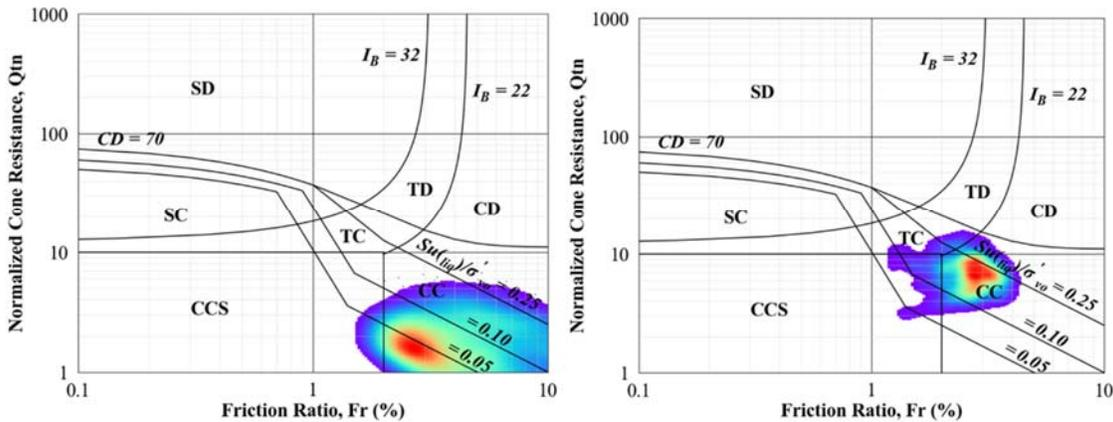 1000
100
10
1
Normalized Cone Resistance, Qtn
I_B = 32
I_B = 22
SD
CD = 70
TD
CD
SC
TC
Su(liq)/σ'vo = 0.25
CC
CCS
= 0.10
= 0.05
0.1
1
10
Friction Ratio, Fr (%)
1000
100
10
1
Normalized Cone Resistance, Qtn
I_B = 32
I_B = 22
SD
CD = 70
TD
CD
SC
TC
Su(liq)/σ'vo = 0.25
CC
CCS
= 0.10
= 0.05
0.1
1
10
Friction Ratio, Fr (%)